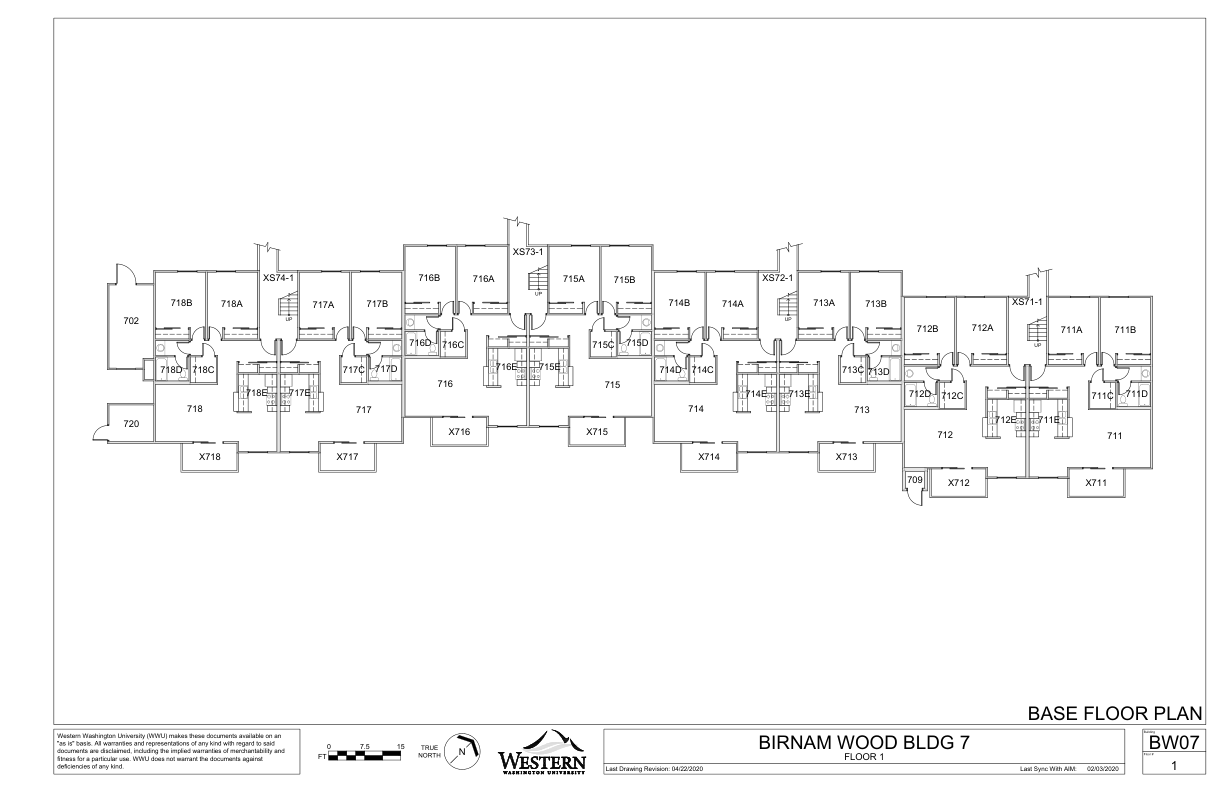 XS73-1
716B
716A
715A
715B
UP
XS74-1
718B
718A
717A
717B
UP
XS72-1
714B
714A
713A
713B
UP
XS71-1
712B
712A
711A
711B
UP
702
716D
716C
715C
715D
718D
718C
717C
717D
716E
715E
714D
714C
713C
713D
716
715
718E
717E
714E
713E
712D
712C
711C
711D
718
717
714
713
720
X716
X715
712E
711E
712
711
X718
X717
X714
X713
709
X712
X711
BASE FLOOR PLAN
Western Washington University (WWU) makes these documents available on an
"as is" basis. All warranties and representations of any kind with regard to said
documents are disclaimed, including the implied warranties of merchantability and
fitness for a particular use. WWU does not warrant the documents against
deficiencies of any kind.
0 7.5 15
FT
TRUE
NORTH
N
WESTERN
WASHINGTON UNIVERSITY
BIRNAM WOOD BLDG 7
FLOOR 1
Last Drawing Revision: 04/22/2020
Last Sync With AIM: 02/03/2020
BW07
1